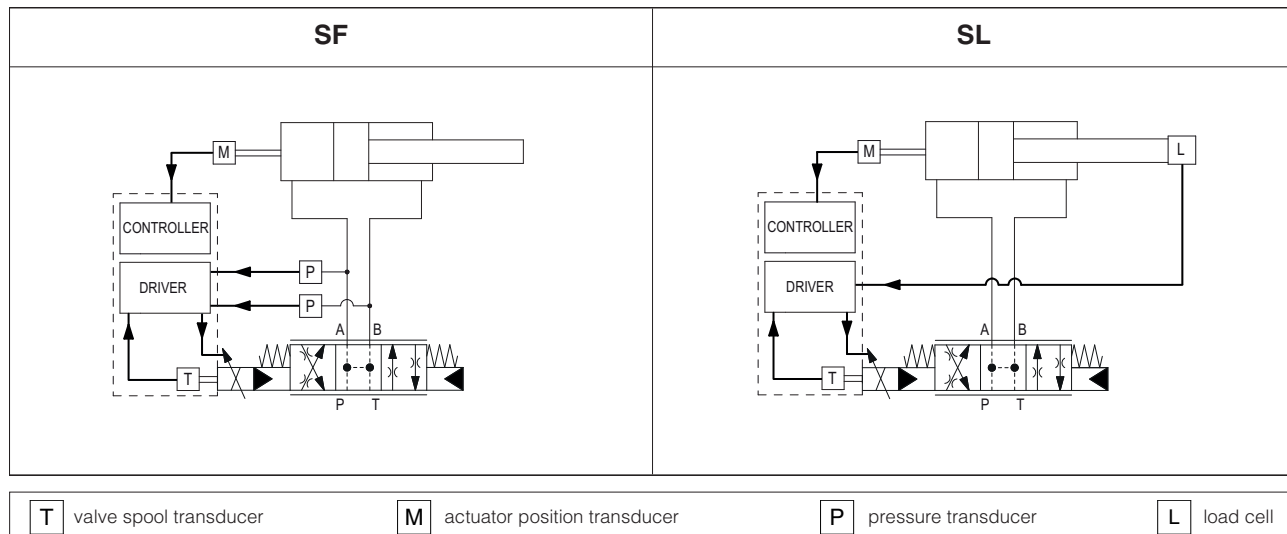 SF
SL
M
CONTROLLER
DRIVER
P
P
A B
T
P T
M
L
CONTROLLER
DRIVER
A B
T
P T
T valve spool transducer
M actuator position transducer
P pressure transducer
L load cell